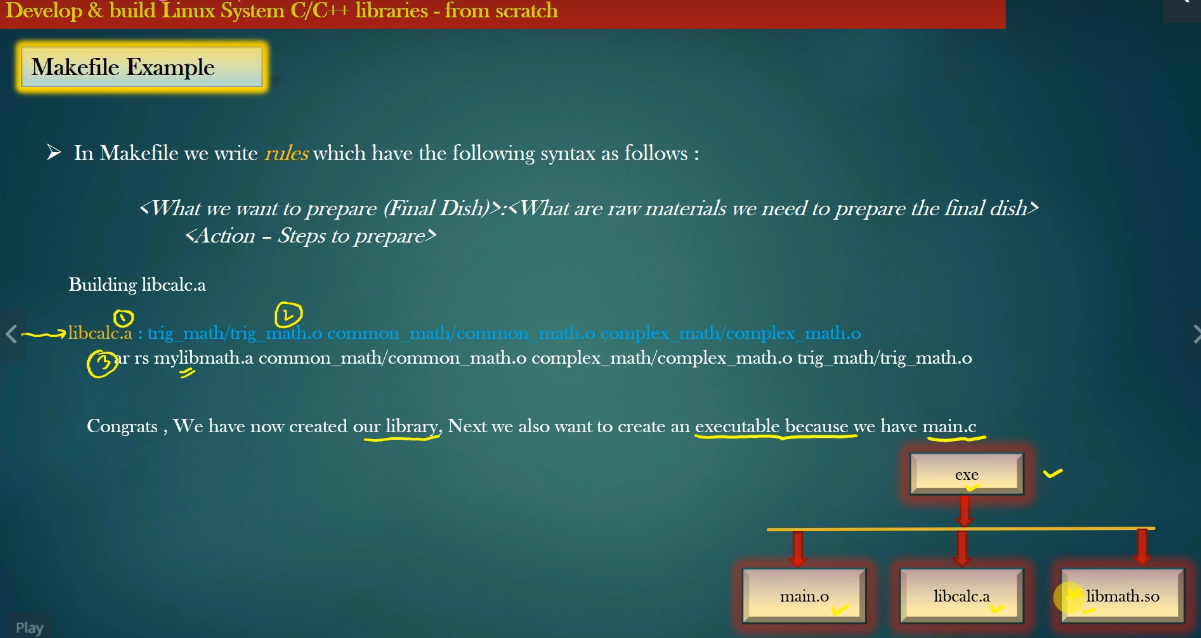 Develop & build Linux System C/C++ libraries - from scratch
Makefile Example
➢ In Makefile we write rules which have the following syntax as follows :
<What we want to prepare (Final Dish)>:<What are raw materials we need to prepare the final dish>
<Action – Steps to prepare>
Building libcalc.a
1 2
libcalc.a : trig_math/trig_math.o common_math/common_math.o complex_math/complex_math.o
3 ar rs mylibmath.a common_math/common_math.o complex_math/complex_math.o trig_math/trig_math.o
Congrats , We have now created our library, Next we also want to create an executable because we have main.c
exe
main.o libcalc.a libmath.so
Play